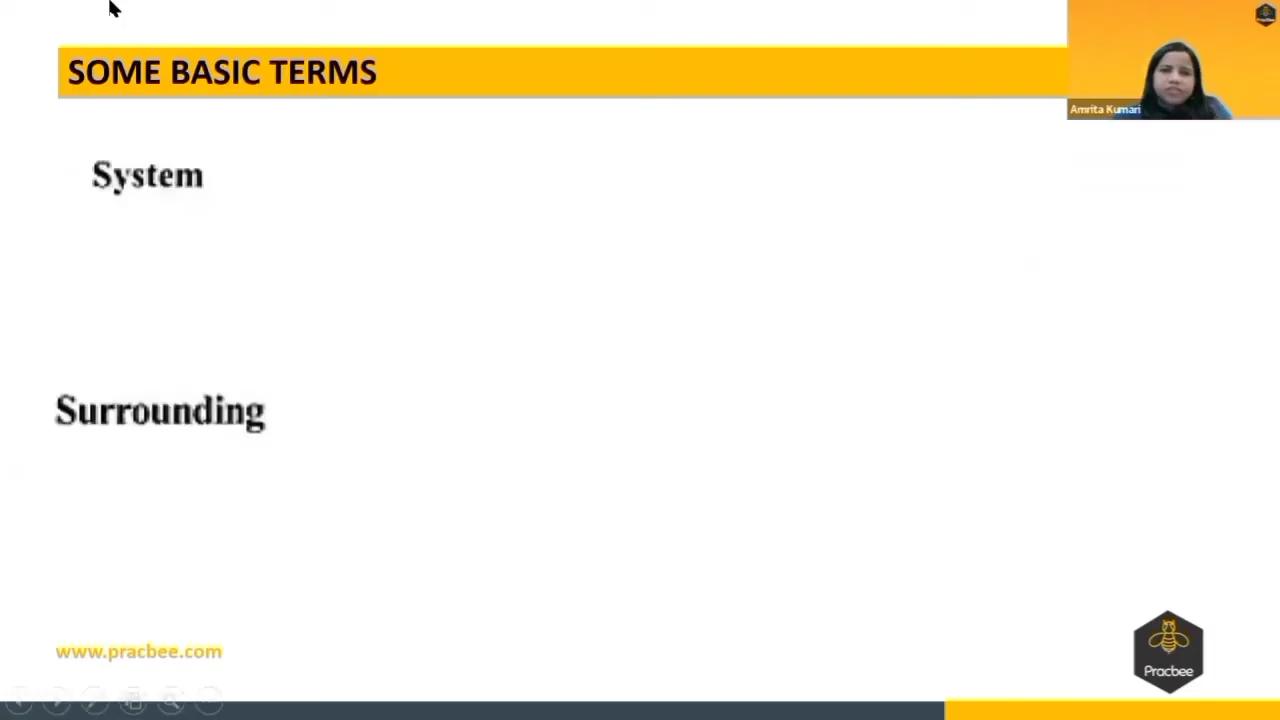 SOME BASIC TERMS
Amrita Kumari
System
Surrounding
www.pracbee.com
Pracbee